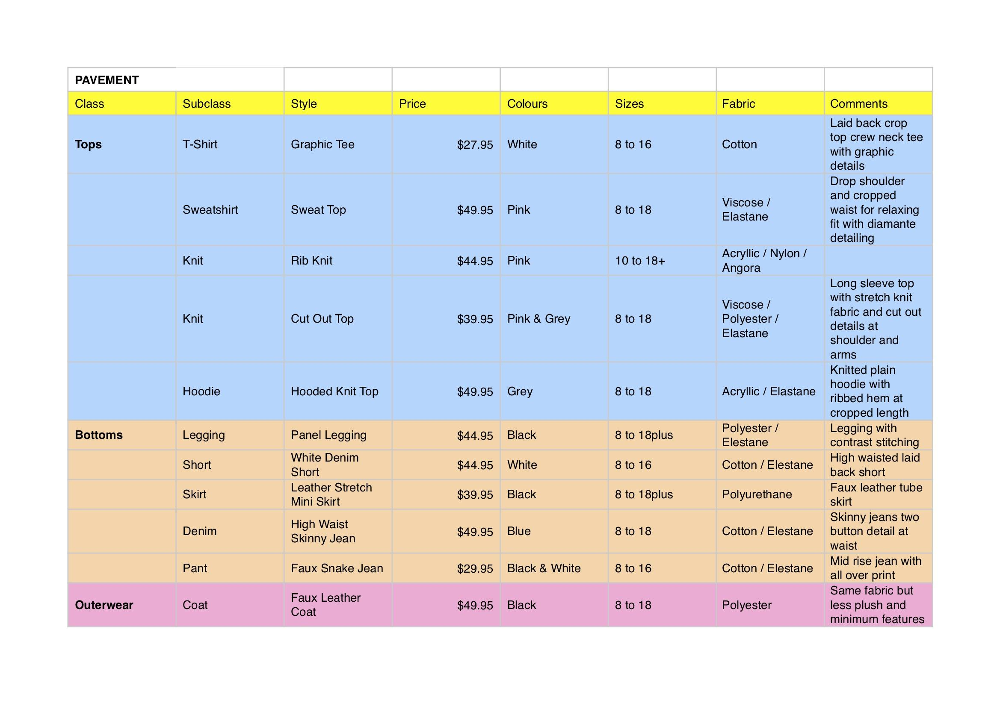 PAVEMENT
Class Subclass Style Price Colours Sizes Fabric Comments
Tops T-Shirt Graphic Tee $27.95 White 8 to 16 Cotton Laid back crop
top crew neck tee
with graphic
details
Sweatshirt Sweat Top $49.95 Pink 8 to 18 Viscose /
Elastane Drop shoulder
and cropped
waist for relaxing
fit with diamante
detailing
Knit Rib Knit $44.95 Pink 10 to 18+ Acryllic / Nylon /
Angora
Knit Cut Out Top $39.95 Pink & Grey 8 to 18 Viscose /
Polyester /
Elastane Long sleeve top
with stretch knit
fabric and cut out
details at
shoulder and
arms
Hoodie Hooded Knit Top $49.95 Grey 8 to 18 Acryllic / Elastane Knitted plain
hoodie with
ribbed hem at
cropped length
Bottoms Legging Panel Legging $44.95 Black 8 to 18plus Polyester /
Elestane Legging with
contrast stitching
Short White Denim
Short $44.95 White 8 to 16 Cotton / Elestane High waisted laid
back short
Skirt Leather Stretch
Mini Skirt $39.95 Black 8 to 18plus Polyurethane Faux leather tube
skirt
Denim High Waist
Skinny Jean $49.95 Blue 8 to 18 Cotton / Elestane Skinny jeans two
button detail at
waist
Pant Faux Snake Jean $29.95 Black & White 8 to 16 Cotton / Elestane Mid rise jean with
all over print
Outerwear Coat Faux Leather
Coat $49.95 Black 8 to 18 Polyester Same fabric but
less plush and
minimum features